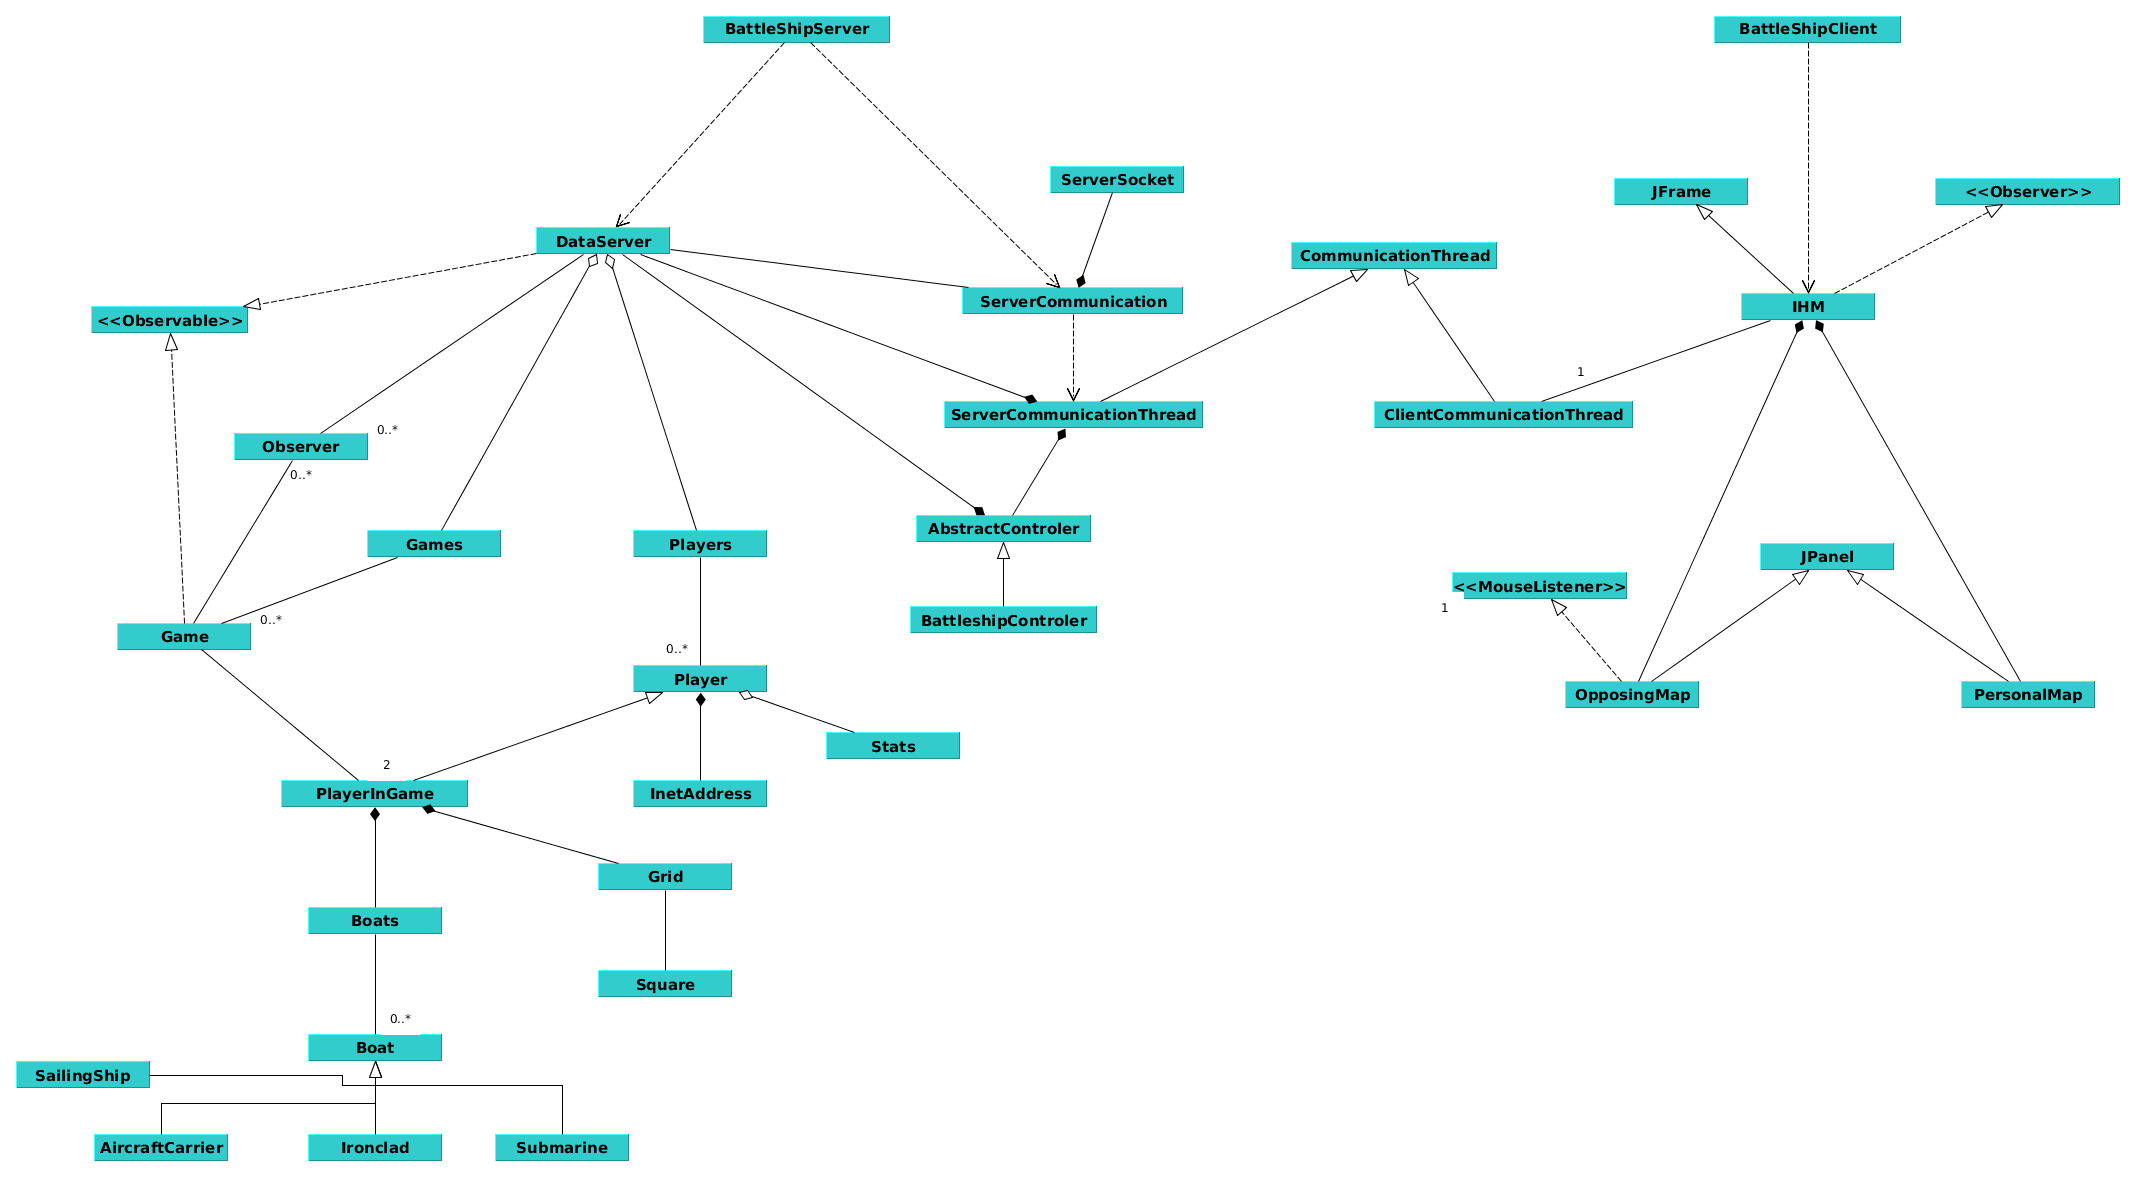 BattleShipServer
BattleShipClient
ServerSocket
JFrame
<<Observer>>
DataServer
CommunicationThread
ServerCommunication
IHM
<<Observable>>
1
ServerCommunicationThread
ClientCommunicationThread
0..*
Observer
0..*
AbstractControler
Games
Players
JPanel
<<MouseListener>>
1
0..*
BattleshipControler
Game
0..*
Player
OpposingMap
PersonalMap
Stats
2
PlayerInGame
InetAddress
Grid
Boats
Square
0..*
Boat
SailingShip
AircraftCarrier
Ironclad
Submarine